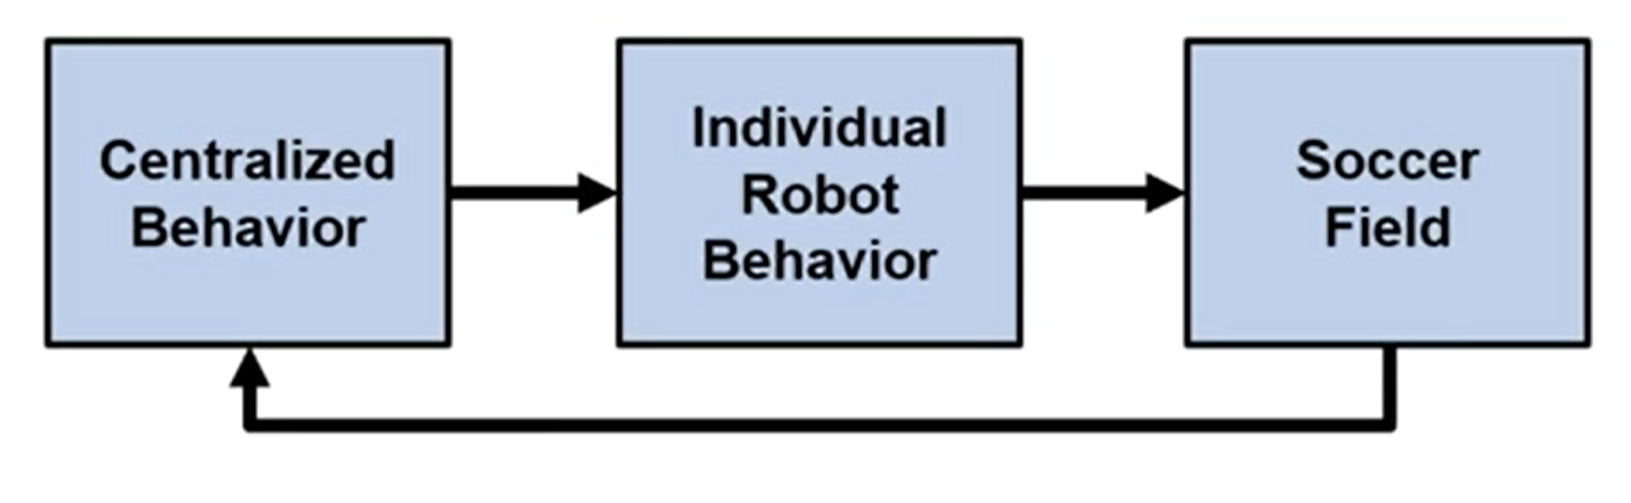 Centralized
Behavior
Individual
Robot
Behavior
Soccer
Field